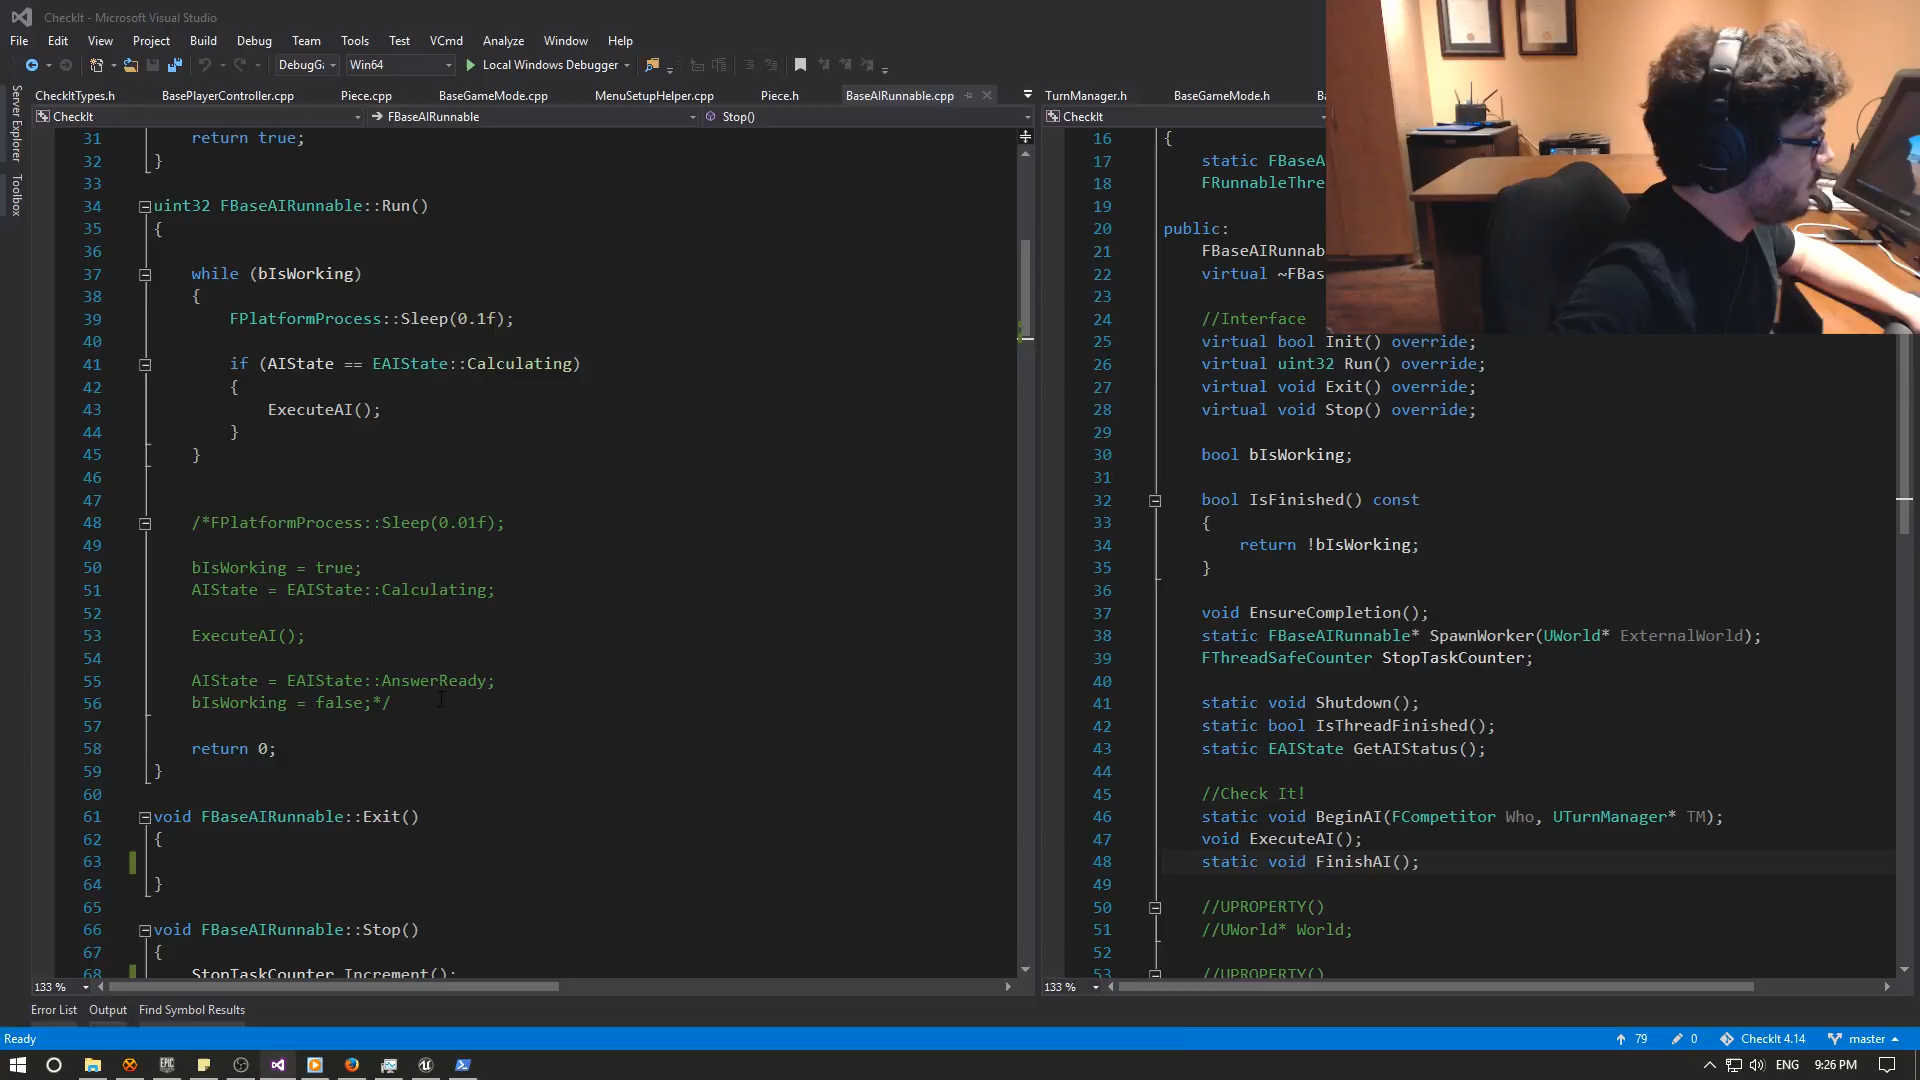 CheckIt - Microsoft Visual Studio
File Edit View Project Build Debug Team Tools Test VCmd Analyze Window Help
DebugG Win64 Local Windows Debugger
Server Explorer
Toolbox
CheckItTypes.h BasePlayerController.cpp Piece.cpp BaseGameMode.cpp MenuSetupHelper.cpp Piece.h BaseAIRunnable.cpp
CheckIt FBaseAIRunnable Stop()
31 return true;
32 }
33
34 uint32 FBaseAIRunnable::Run()
35 {
36
37 while (bIsWorking)
38 {
39 FPlatformProcess::Sleep(0.1f);
40
41 if (AIState == EAIState::Calculating)
42 {
43 ExecuteAI();
44 }
45 }
46
47
48 /*FPlatformProcess::Sleep(0.01f);
49
50 bIsWorking = true;
51 AIState = EAIState::Calculating;
52
53 ExecuteAI();
54
55 AIState = EAIState::AnswerReady;
56 bIsWorking = false;*/
57
58 return 0;
59 }
60
61 void FBaseAIRunnable::Exit()
62 {
63
64 }
65
66 void FBaseAIRunnable::Stop()
67 {
68 StopTaskCounter.Increment();
133 %
TurnManager.h BaseGameMode.h
CheckIt
16 {
17 static FBaseA
18 FRunnableThre
19
20 public:
21 FBaseAIRunnab
22 virtual ~FBas
23
24 //Interface
25 virtual bool Init() override;
26 virtual uint32 Run() override;
27 virtual void Exit() override;
28 virtual void Stop() override;
29
30 bool bIsWorking;
31
32 bool IsFinished() const
33 {
34 return !bIsWorking;
35 }
36
37 void EnsureCompletion();
38 static FBaseAIRunnable* SpawnWorker(UWorld* ExternalWorld);
39 FThreadSafeCounter StopTaskCounter;
40
41 static void Shutdown();
42 static bool IsThreadFinished();
43 static EAIState GetAIStatus();
44
45 //Check It!
46 static void BeginAI(FCompetitor Who, UTurnManager* TM);
47 void ExecuteAI();
48 static void FinishAI();
49
50 //UPROPERTY()
51 //UWorld* World;
52
53 //UPROPERTY()
133 %
Error List Output Find Symbol Results
Ready 79 0 CheckIt 4.14 master
ENG 9:26 PM